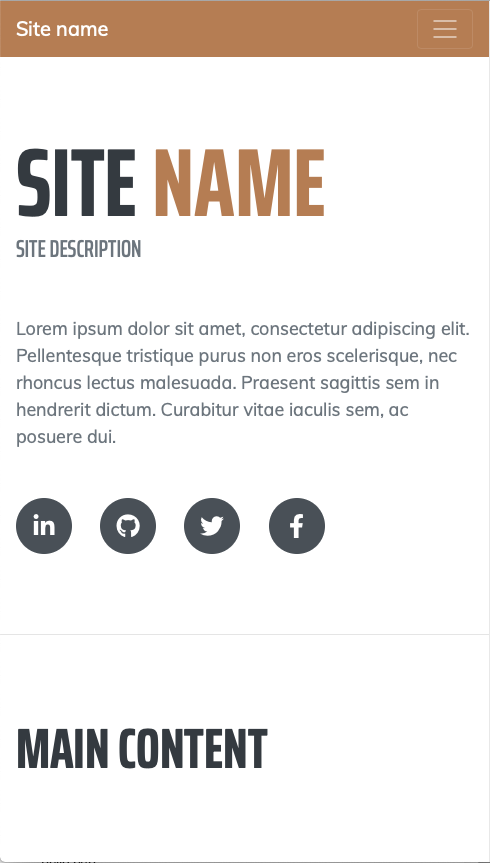 Site name
SITE NAME
SITE DESCRIPTION
Lorem ipsum dolor sit amet, consectetur adipiscing elit.
Pellentesque tristique purus non eros scelerisque, nec
rhoncus lectus malesuada. Praesent sagittis sem in
hendrerit dictum. Curabitur vitae iaculis sem, ac
posuere dui.
in
MAIN CONTENT